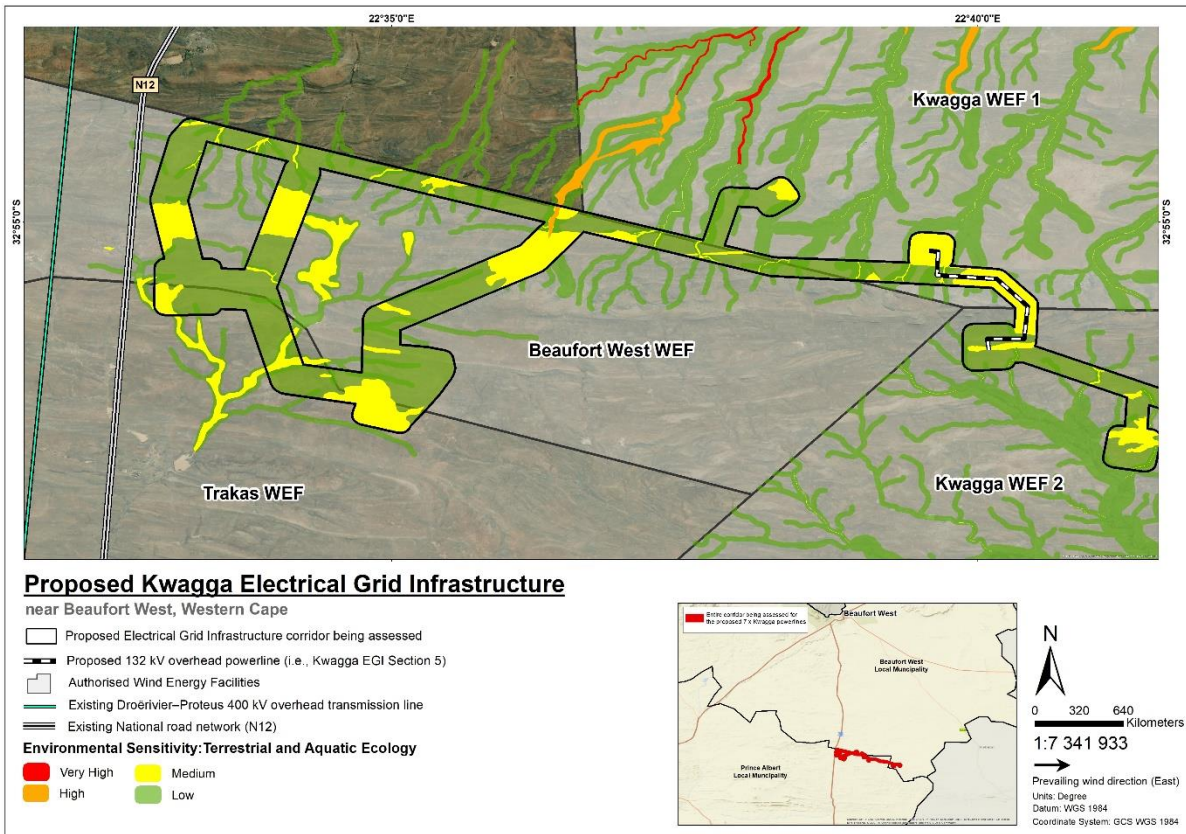 22°35'0"E
22°40'0"E
N12
Kwagga WEF 1
32°55'0"S
32°55'0"S
Beaufort West WEF
Trakas WEF
Kwagga WEF 2
Proposed Kwagga Electrical Grid Infrastructure
near Beaufort West, Western Cape
Proposed Electrical Grid Infrastructure corridor being assessed
Proposed 132 kV overhead powerline (i.e., Kwagga EGI Section 5)
Authorised Wind Energy Facilities
Existing Droërivier–Proteus 400 kV overhead transmission line
Existing National road network (N12)
Environmental Sensitivity:Terrestrial and Aquatic Ecology
Very High
Medium
High
Low
Entire corridor being assessed for
the proposed 7 x Kwagga powerlines
Beaufort West
Beaufort West
Local Municipality
Prince Albert
Local Muncipality
N
0 320 640
Kilometers
1:7 341 933
Prevailing wind direction (East)
Units: Degree
Datum: WGS 1984
Coordinate System: GCS WGS 1984